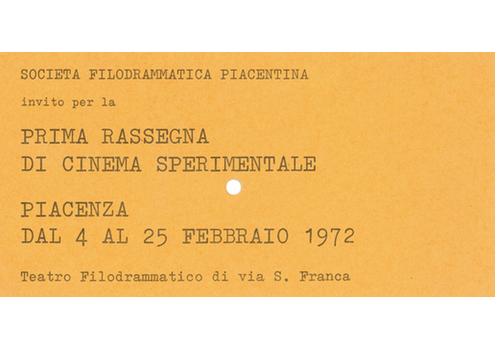 SOCIETA FILODRAMMATICA PIACENTINA
invito per la
PRIMA RASSEGNA
DI CINEMA SPERIMENTALE
PIACENZA
DAL 4 AL 25 FEBBRAIO 1972
Teatro Filodrammatico di via S. Franca